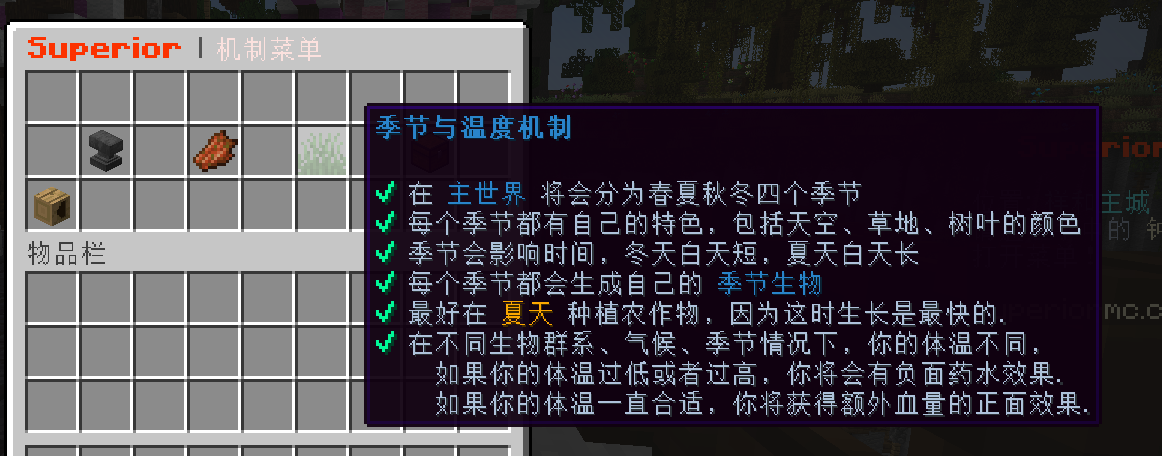 Superior | 机制菜单
季节与温度机制
✔ 在 主世界 将会分为春夏秋冬四个季节
✔ 每个季节都有自己的特色，包括天空、草地、树叶的颜色
✔ 季节会影响时间，冬天白天短，夏天白天长
✔ 每个季节都会生成自己的 季节生物
✔ 最好在 夏天 种植农作物，因为这时生长是最快的.
✔ 在不同生物群系、气候、季节情况下，你的体温不同，
如果你的体温过低或者过高，你将会有负面药水效果.
如果你的体温一直合适，你将获得额外血量的正面效果.
物品栏
主城
的 钟